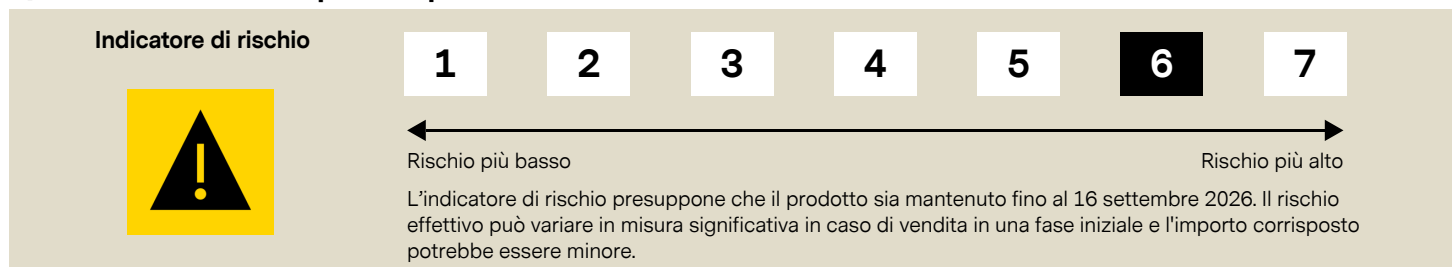 Indicatore di rischio
1 2 3 4 5 6 7
Rischio più basso Rischio più alto
L'indicatore di rischio presuppone che il prodotto sia mantenuto fino al 16 settembre 2026. Il rischio
effettivo può variare in misura significativa in caso di vendita in una fase iniziale e l'importo corrisposto
potrebbe essere minore.